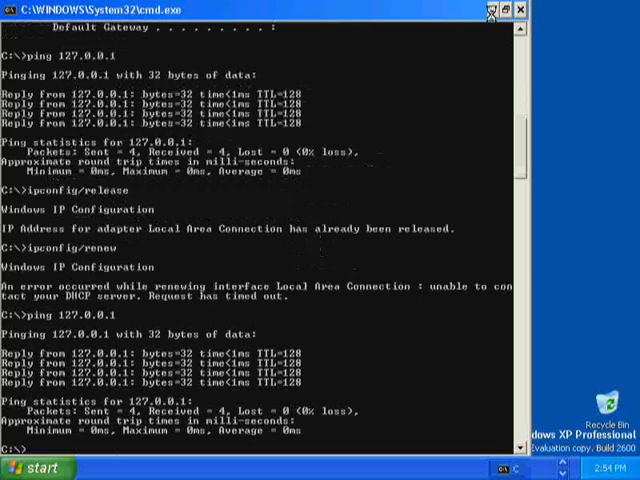 C:\WINDOWS\System32\cmd.exe
Default Gateway . . . . . . . . . :
C:\>ping 127.0.0.1
Pinging 127.0.0.1 with 32 bytes of data:
Reply from 127.0.0.1: bytes=32 time<1ms TTL=128
Reply from 127.0.0.1: bytes=32 time<1ms TTL=128
Reply from 127.0.0.1: bytes=32 time<1ms TTL=128
Reply from 127.0.0.1: bytes=32 time<1ms TTL=128
Ping statistics for 127.0.0.1:
Packets: Sent = 4, Received = 4, Lost = 0 (0% loss),
Approximate round trip times in milli-seconds:
Minimum = 0ms, Maximum = 0ms, Average = 0ms
C:\>ipconfig/release
Windows IP Configuration
IP Address for adapter Local Area Connection has already been released.
C:\>ipconfig/renew
Windows IP Configuration
An error occurred while renewing interface Local Area Connection : unable to con
tact your DHCP server. Request has timed out.
C:\>ping 127.0.0.1
Pinging 127.0.0.1 with 32 bytes of data:
Reply from 127.0.0.1: bytes=32 time<1ms TTL=128
Reply from 127.0.0.1: bytes=32 time<1ms TTL=128
Reply from 127.0.0.1: bytes=32 time<1ms TTL=128
Reply from 127.0.0.1: bytes=32 time<1ms TTL=128
Ping statistics for 127.0.0.1:
Packets: Sent = 4, Received = 4, Lost = 0 (0% loss),
Approximate round trip times in milli-seconds:
Minimum = 0ms, Maximum = 0ms, Average = 0ms
C:\>
Recycle Bin
dows XP Professional
Evaluation copy. Build 2600
start
C
2:54 PM